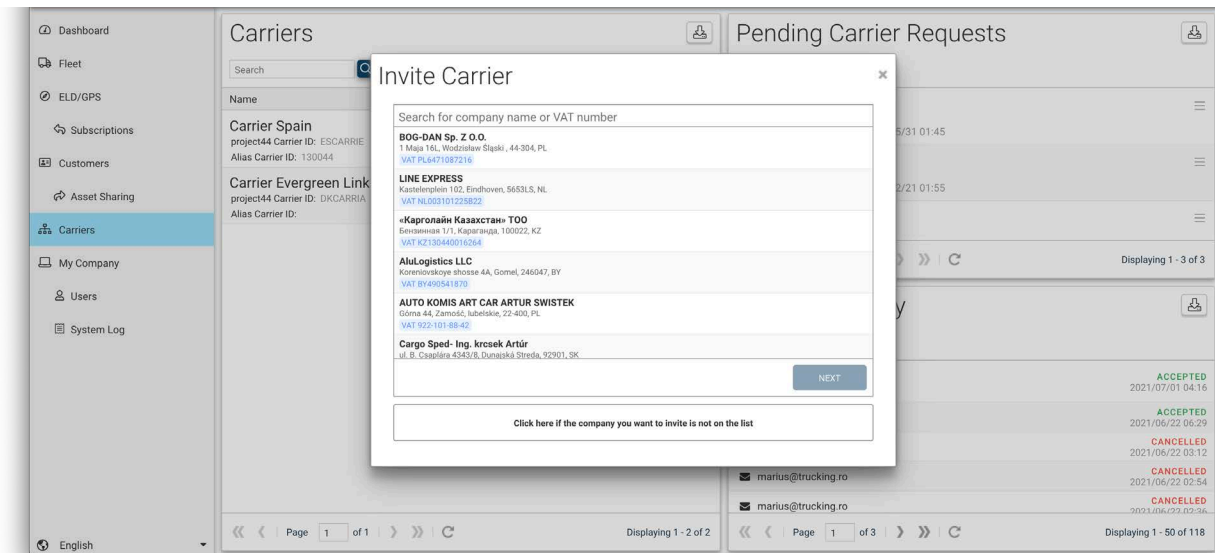 Dashboard
Fleet
ELD/GPS
Subscriptions
Customers
Asset Sharing
Carriers
My Company
Users
System Log
English
Carriers
Search
Name
Carrier Spain
project44 Carrier ID: ESCARRIE
Alias Carrier ID: 130044
Carrier Evergreen Link
project44 Carrier ID: DKCARRIA
Alias Carrier ID:
Page 1 of 1
Displaying 1 - 2 of 2
Invite Carrier
×
Search for company name or VAT number
BOG-DAN Sp. Z O.O.
1 Maja 16L, Wodzisław Śląski , 44-304, PL
VAT PL6471087216
LINE EXPRESS
Kastelenplein 102, Eindhoven, 5653LS, NL
VAT NL003101225B22
«Карголайн Казахстан» ТОО
Бензинная 1/1, Караганда, 100022, KZ
VAT KZ130440016264
AluLogistics LLC
Koreniovskoye shosse 4A, Gomel, 246047, BY
VAT BY490541870
AUTO KOMIS ART CAR ARTUR SWISTEK
Górna 44, Zamość, lubelskie, 22-400, PL
VAT 922-101-88-42
Cargo Sped- Ing. krcsek Artúr
ul. B. Csaplára 4343/8, Dunajská Streda, 92901, SK
NEXT
Click here if the company you want to invite is not on the list
Pending Carrier Requests
5/31 01:45
2/21 01:55
Displaying 1 - 3 of 3
y
ACCEPTED
2021/07/01 04:16
ACCEPTED
2021/06/22 06:29
CANCELLED
2021/06/22 03:12
marius@trucking.ro
CANCELLED
2021/06/22 02:54
marius@trucking.ro
CANCELLED
2021/06/22 02:36
Page 1 of 3
Displaying 1 - 50 of 118